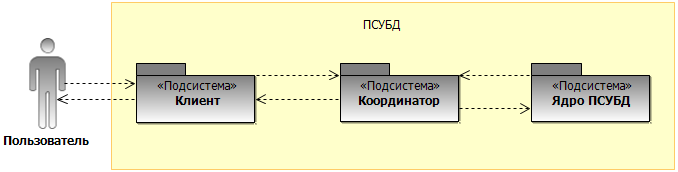 ПСУБД
«Подсистема»
Клиент
«Подсистема»
Координатор
«Подсистема»
Ядро ПСУБД
Пользователь